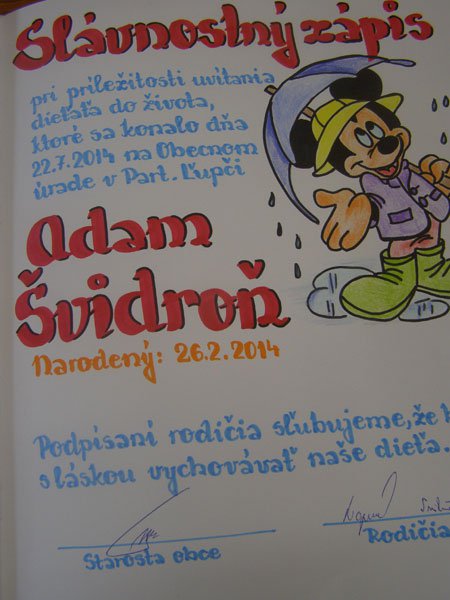 Slávnostný zápis
pri príležitosti uvítania
dieťaťa do života,
ktoré sa konalo dňa
22.7.2014 na Obecnom
úrade v Part. Ľupči
Adam
Švidroň
Narodený: 26.2.2014
Podpísaní rodičia sľubujeme, že
s láskou vychovávať naše dieťa.
Starosta obce
Rodičia